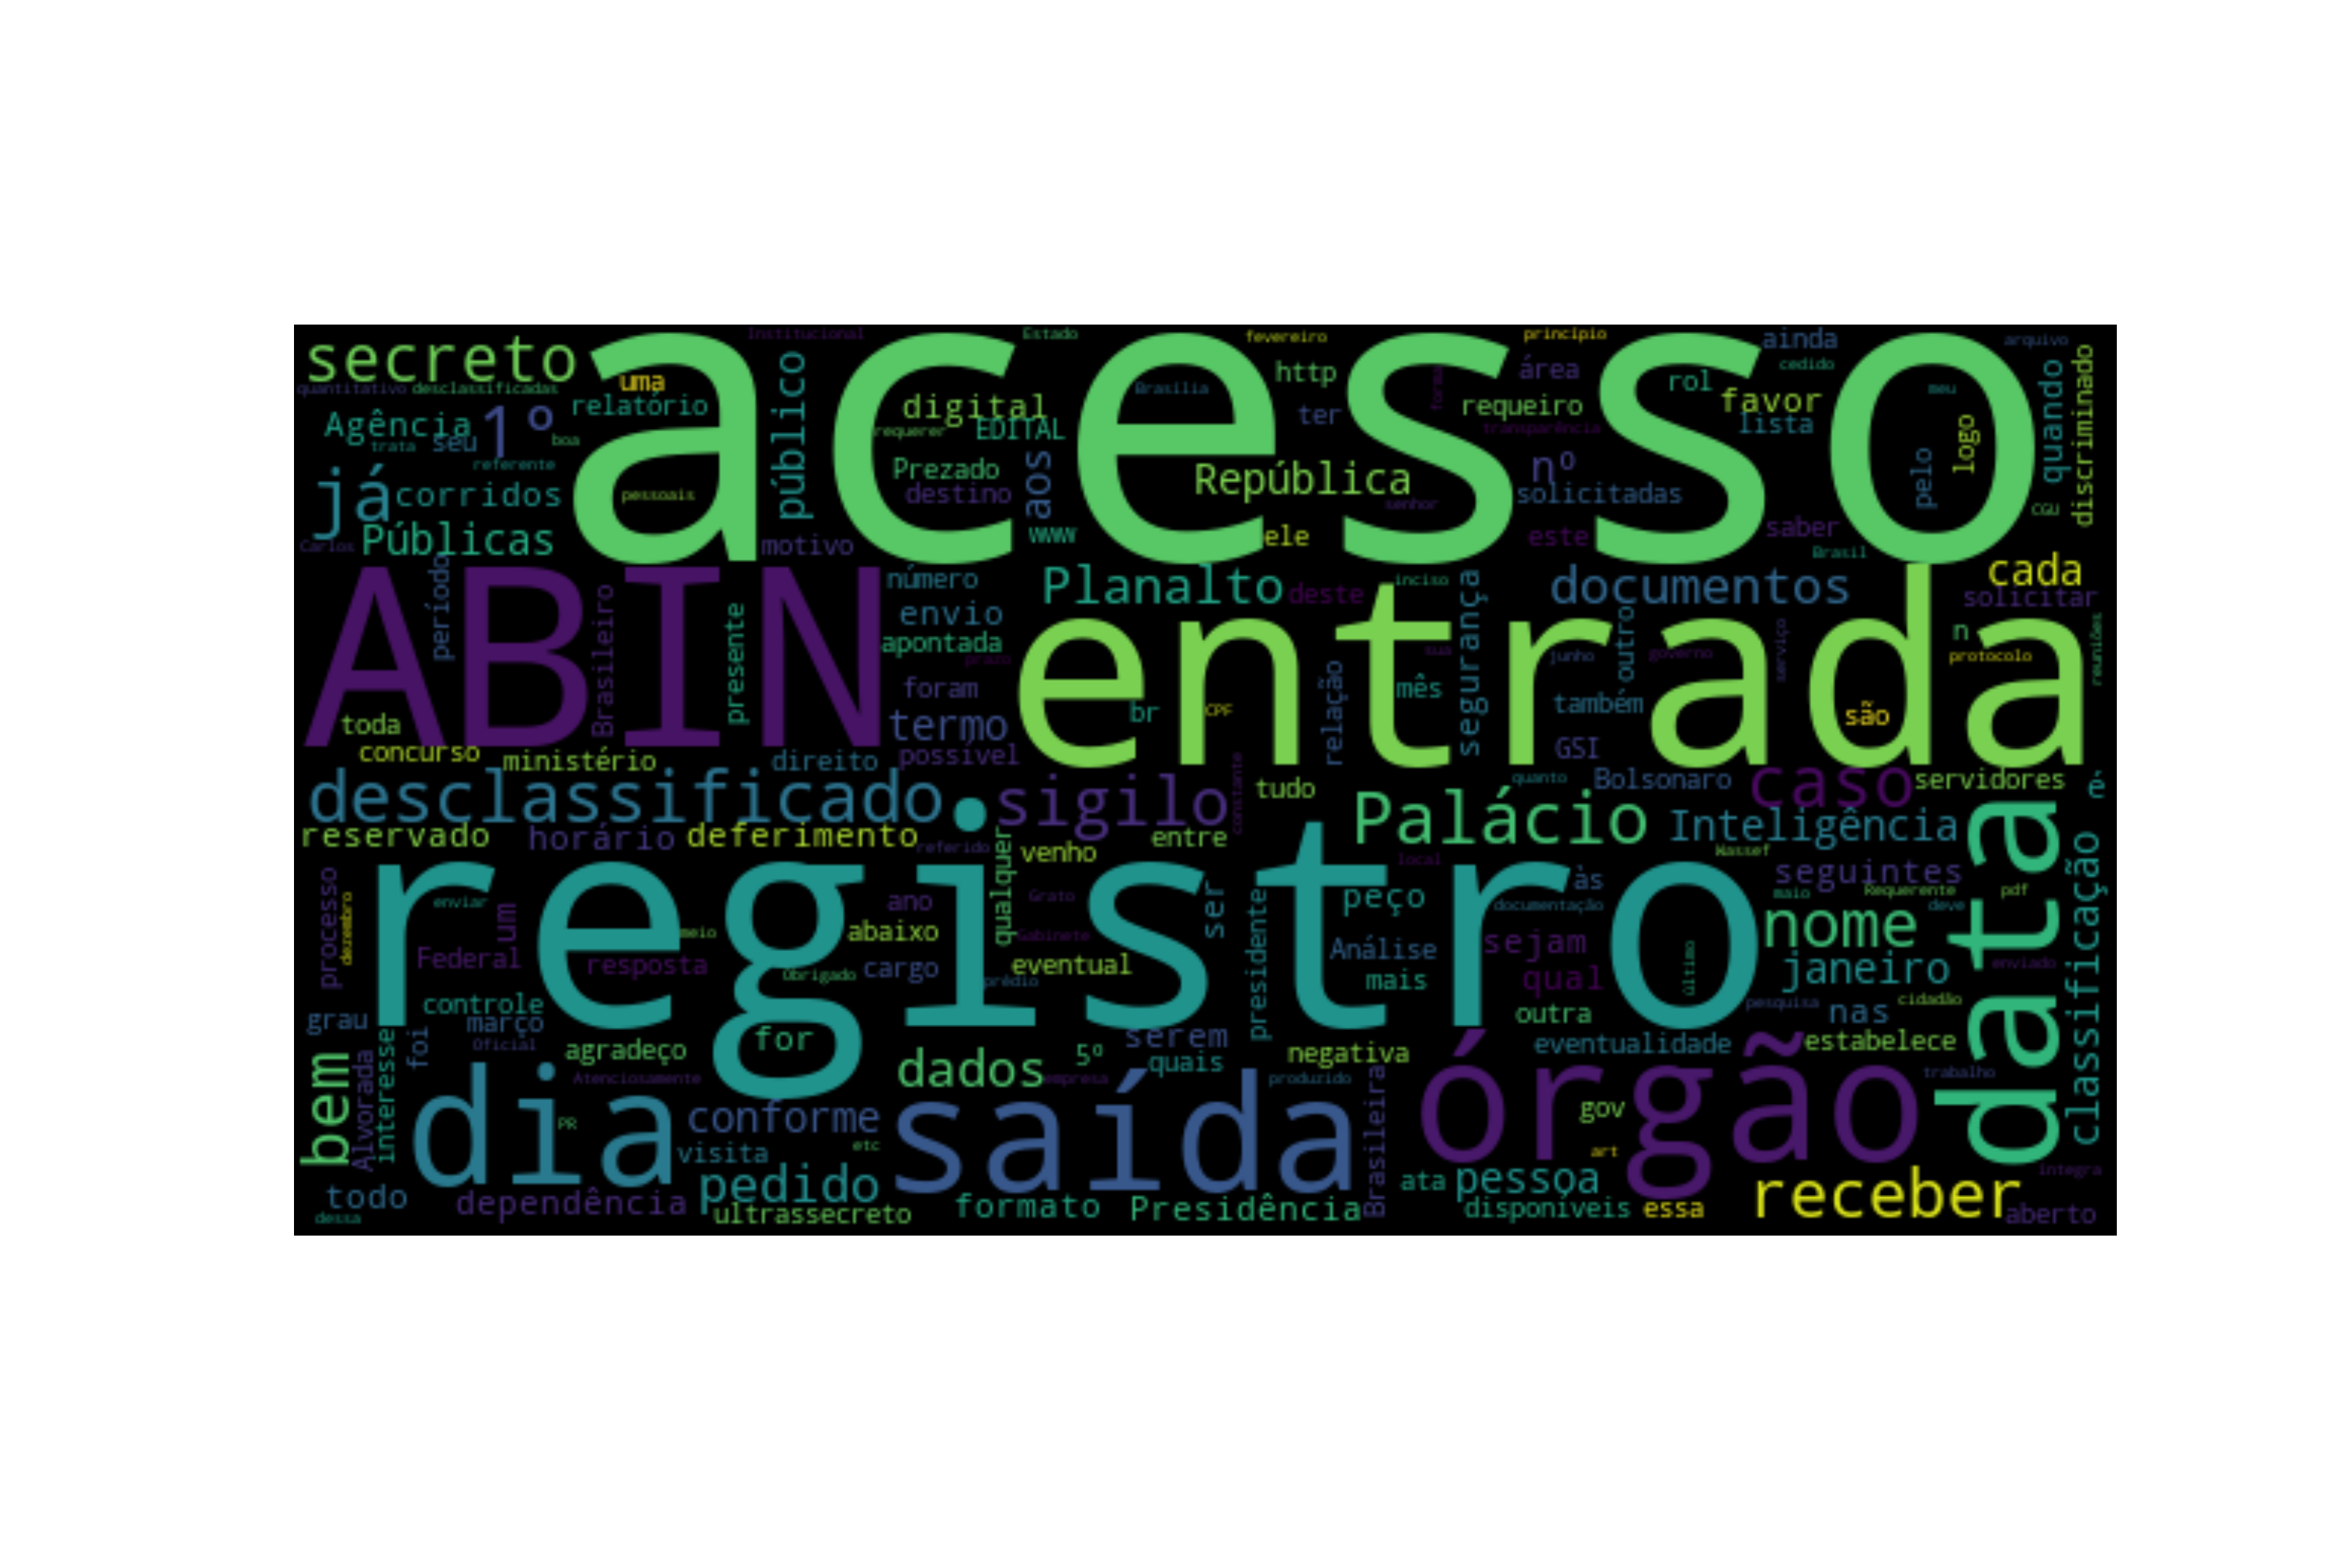 secreto
acesso
Institucional
Estado
fevereiro
princípio
ainda
arquivo
quantitativo
desclassificadas
uma
público
Brasília
http
área
cedido
rol
meu
quando
discriminado
Agência
1º
relatório
digital
ter
forma
requeiro
favor
trata
seu
boa
requerer
EDITAL
transparência
lista
logo
referente
Prezado
aos
República
nº
pelo
já
corridos
pessoais
destino
senhor
solicitadas
CGU
Carlos
Públicas
motivo
www
ele
este
saber
Brasil
ABIN
período
Brasileiro
presente
número
Planalto
deste
inciso
segurança
documentos
cada
envio
entrada
solicitar
apontada
prazo
sua
junho
outro
governo
serviço
n
protocolo
reuniões
foram
relação
mês
toda
termo
br
CPF
também
são
concurso
ministério
direito
possível
constante
GSI
desclassificado
sigilo
tudo
quanto
Bolsonaro
caso
servidores
é
reservado
horário
deferimento
referido
qualquer
venho
entre
Palácio
Inteligência
data
classificação
registro
local
Wassef
processo
dezembro
enviar
um
meio
ano
Grato
ser
presidente
peço
às
seguintes
maio
Requerente
pdf
documentação
nome
deve
abaixo
Gabinete
Análise
sejam
último
Federal
resposta
Obrigado
cargo
eventual
prédio
mais
qual
janeiro
enviado
controle
pesquisa
cidadão
grau
março
outra
nas
Oficial
foi
interesse
agradeço
for
serem
5º
quais
negativa
eventualidade
estabelece
bem
Alvorada
dia
Atenciosamente
dados
empresa
produzido
órgão
trabalho
PR
conforme
saída
Brasileira
gov
visita
etc
art
todo
dependência
pedido
ata
pessoa
receber
íntegra
dessa
ultrassecreto
formato
Presidência
disponíveis
essa
aberto